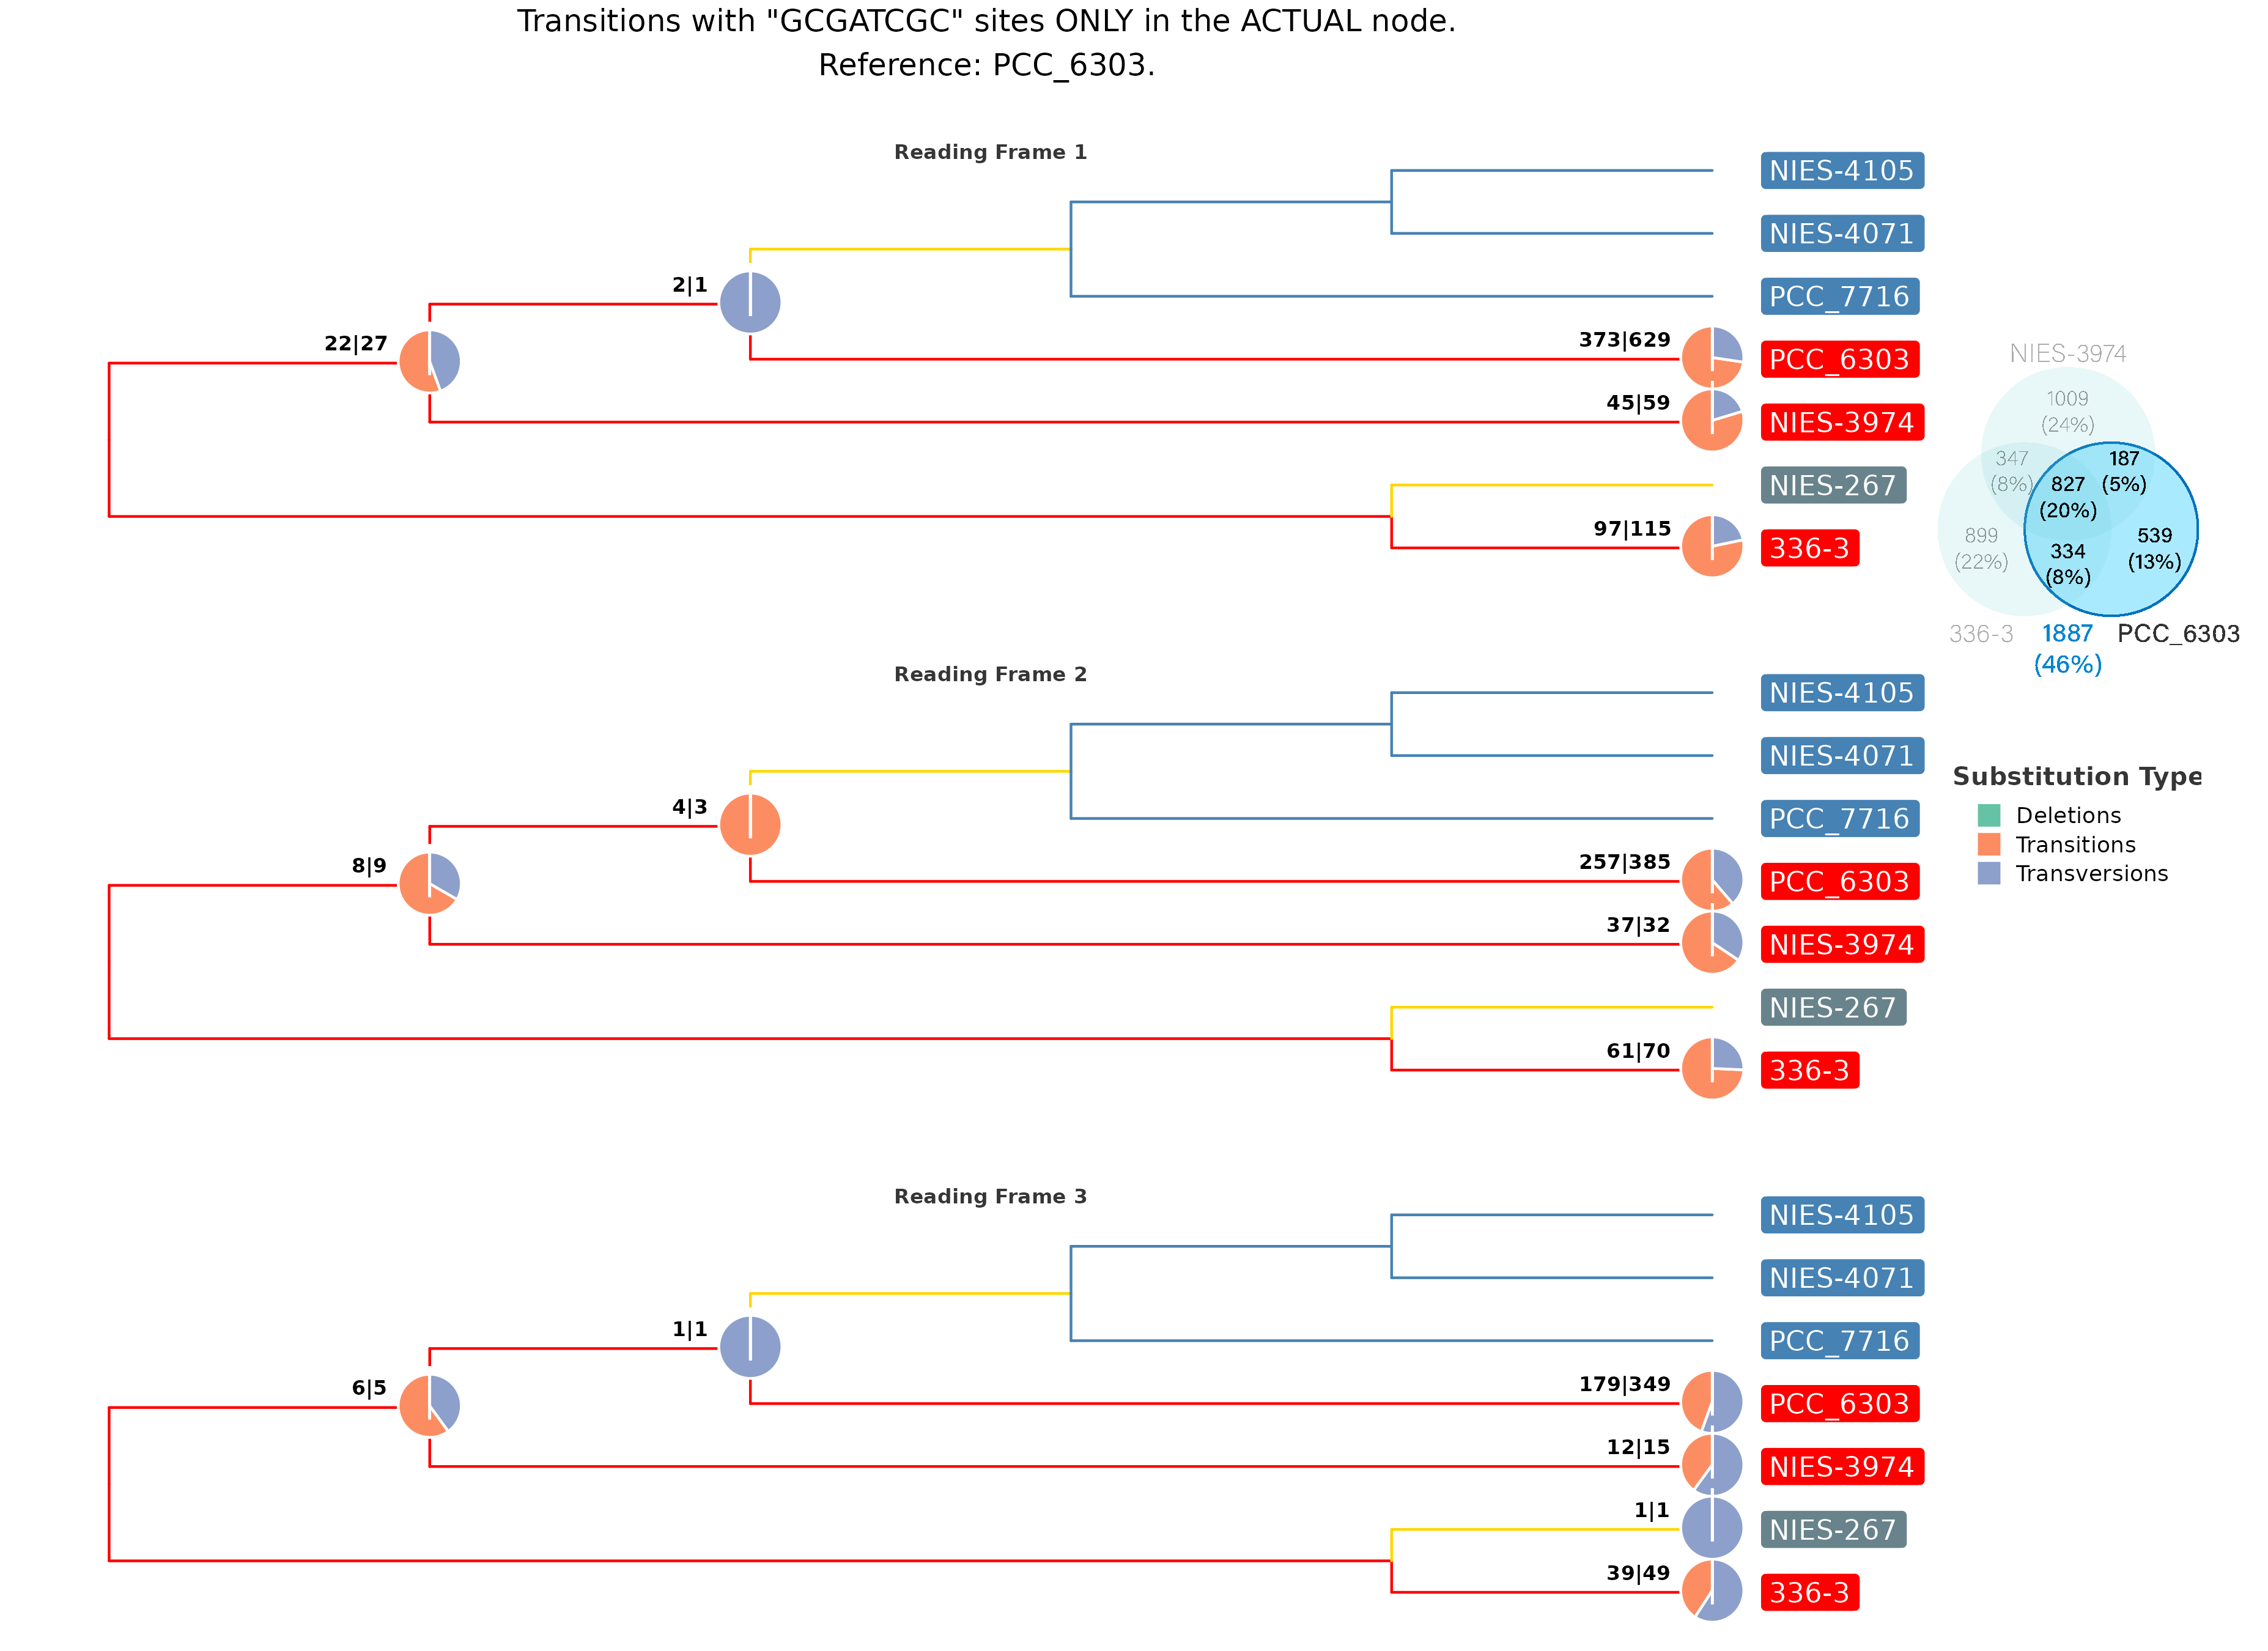 Transitions with "GCGATCGC" sites ONLY in the ACTUAL node.
Reference: PCC_6303.
Reading Frame 1
NIES-4105
NIES-4071
2|1
PCC_7716
22|27
373|629
PCC_6303
45|59
NIES-3974
NIES-267
97|115
336-3
NIES-3974
1009
(24%)
347
(8%)
187
(5%)
827
(20%)
899
(22%)
334
(8%)
539
(13%)
336-3
1887
(46%)
PCC_6303
Reading Frame 2
NIES-4105
NIES-4071
4|3
PCC_7716
8|9
257|385
PCC_6303
37|32
NIES-3974
NIES-267
61|70
336-3
Substitution Type
Deletions
Transitions
Transversions
Reading Frame 3
NIES-4105
NIES-4071
1|1
PCC_7716
6|5
179|349
PCC_6303
12|15
NIES-3974
1|1
NIES-267
39|49
336-3